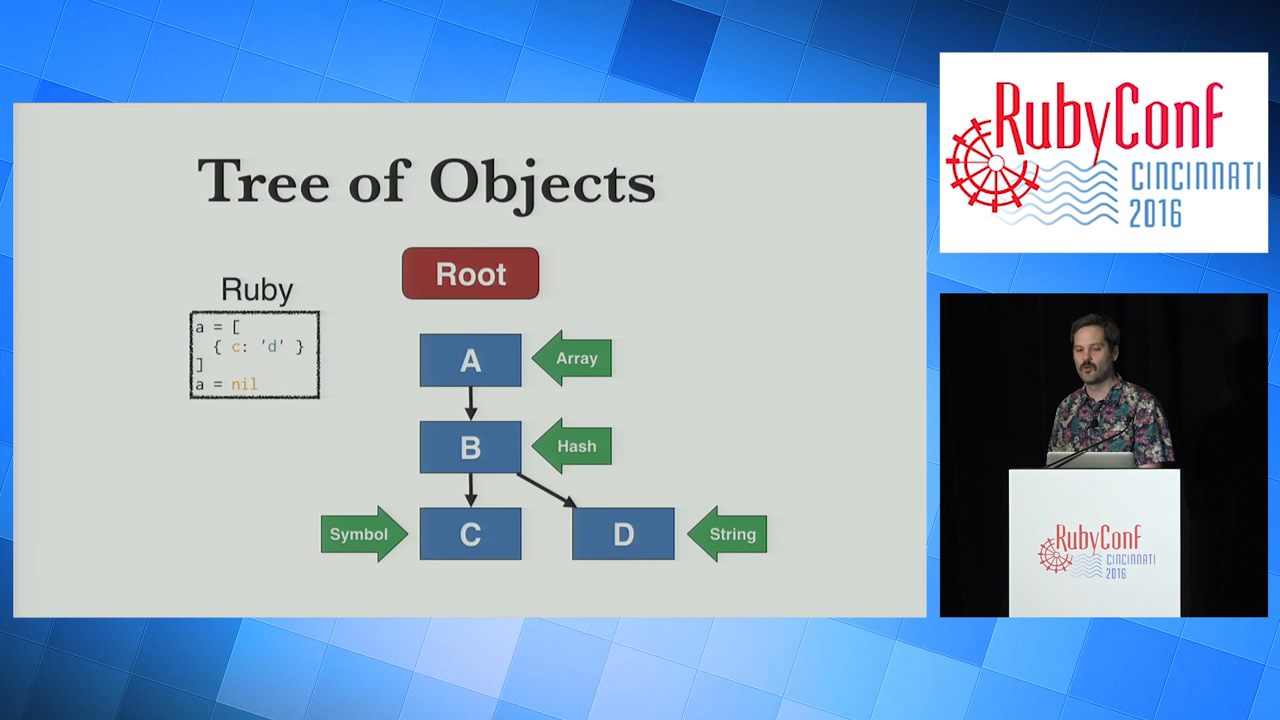 Tree of Objects
Root
Ruby
a = [
{ c: 'd' }
]
a = nil
A
Array
B
Hash
Symbol
C
D
String
RubyConf
CINCINNATI
2016
RubyConf
CINCINNATI
2016